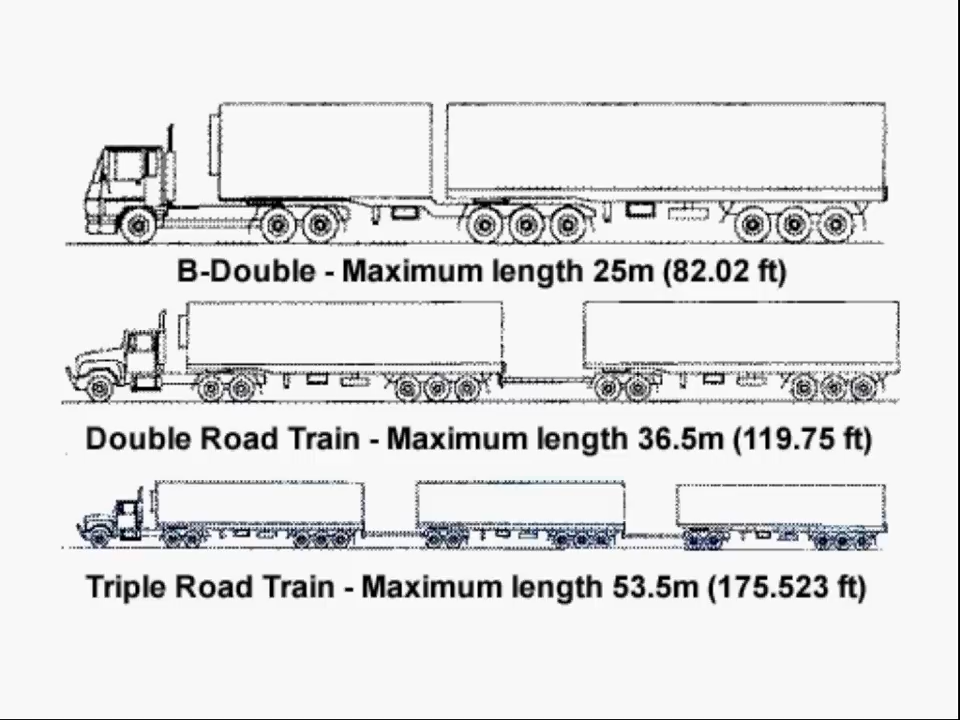 B-Double - Maximum length 25m (82.02 ft)
Double Road Train - Maximum length 36.5m (119.75 ft)
Triple Road Train - Maximum length 53.5m (175.523 ft)